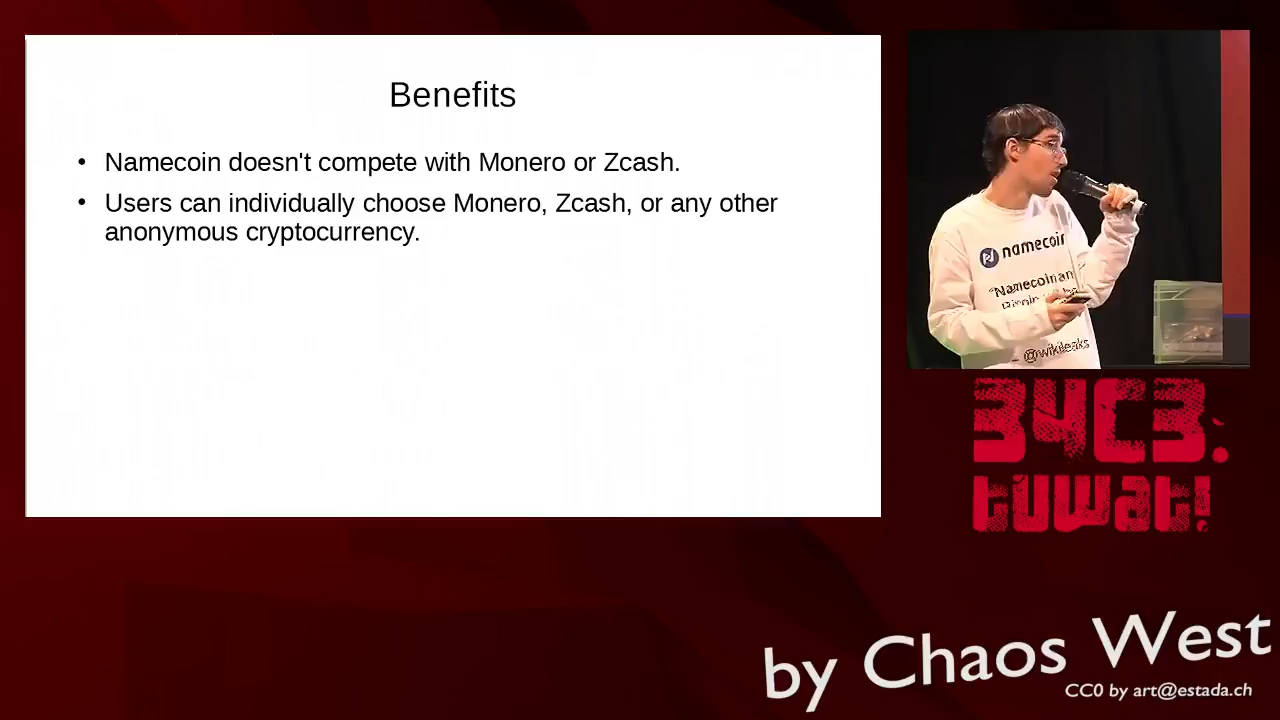 Benefits
• Namecoin doesn't compete with Monero or Zcash.
• Users can individually choose Monero, Zcash, or any other
anonymous cryptocurrency.
namecoin
"Namecoin an
@wikileaks
34C3:
tuwat!
by Chaos West
CC0 by art@estada.ch